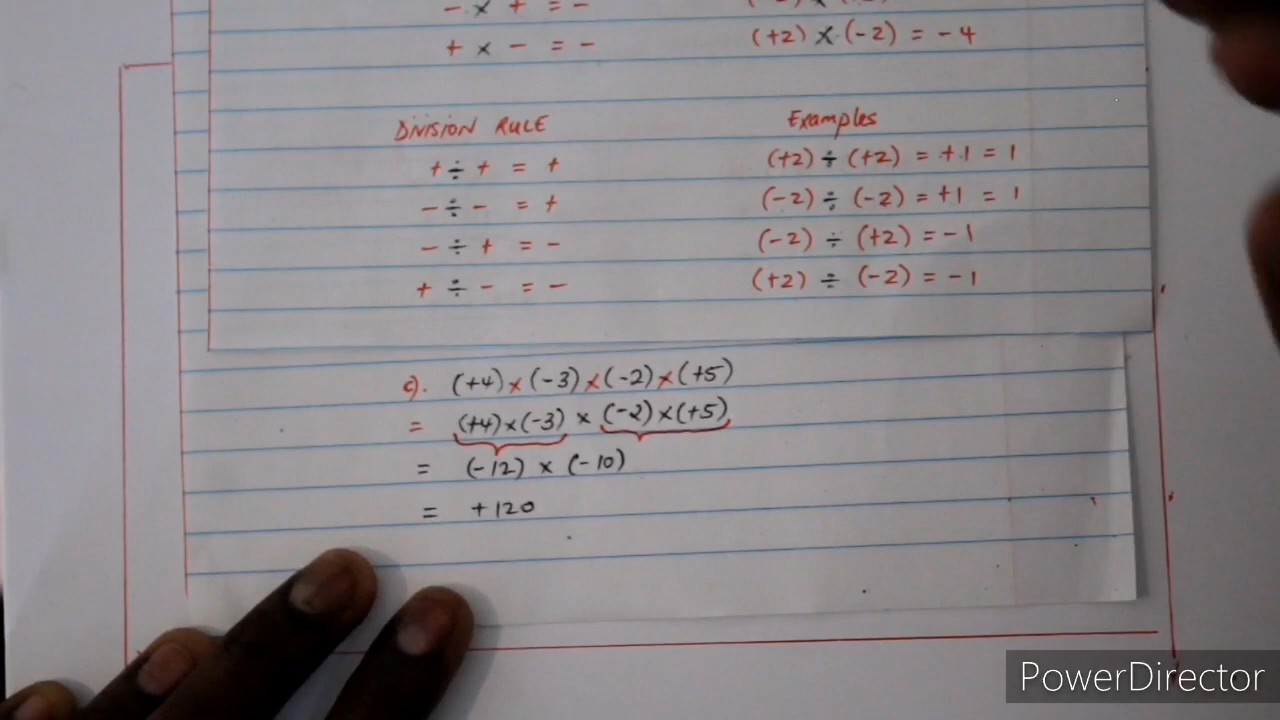 - x + = -
+ x - = - (+2) x (-2) = -4
DIVISION RULE Examples
+ ÷ + = + (+2) ÷ (+2) = +1 = 1
- ÷ - = + (-2) ÷ (-2) = +1 = 1
- ÷ + = - (-2) ÷ (+2) = -1
+ ÷ - = - (+2) ÷ (-2) = -1
c). (+4) x (-3) x (-2) x (+5)
= (+4) x (-3) x (-2) x (+5)
= (-12) x (-10)
= +120
PowerDirector